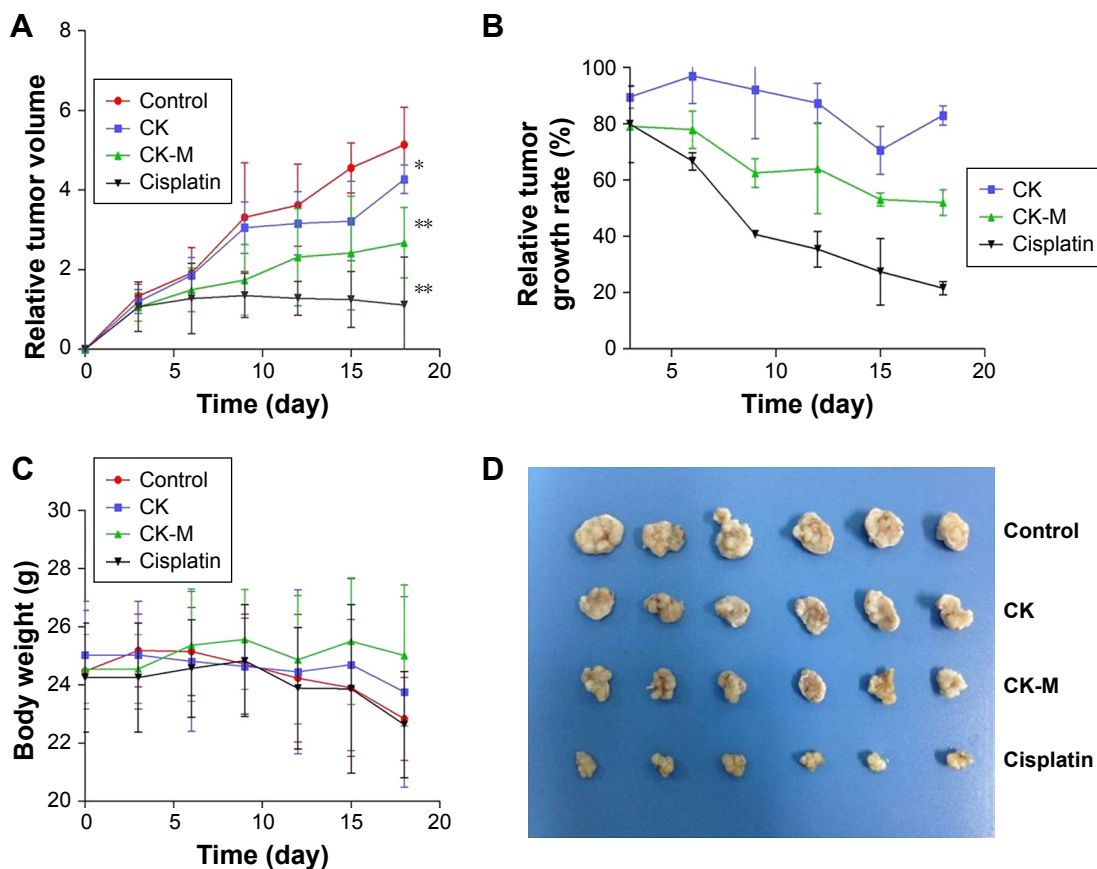 A
Relative tumor volume
8
6
4
2
0
Control
CK
CK-M
Cisplatin
*
**
**
0 5 10 15 20
Time (day)
B
Relative tumor
growth rate (%)
100
80
60
40
20
0
CK
CK-M
Cisplatin
5 10 15 20
Time (day)
C
Body weight (g)
30
28
26
24
22
20
Control
CK
CK-M
Cisplatin
0 5 10 15 20
Time (day)
D
Control
CK
CK-M
Cisplatin